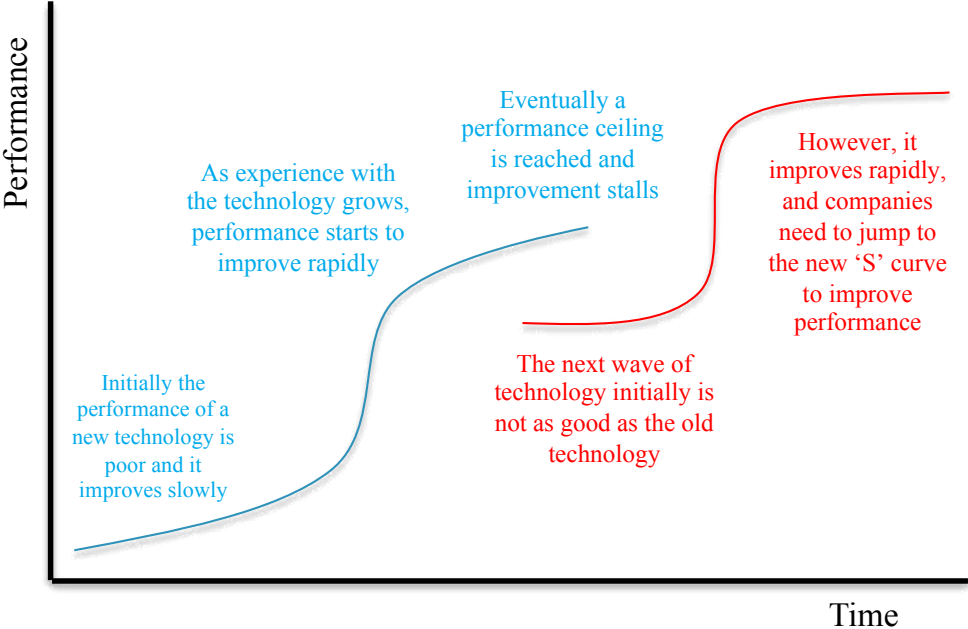 Performance
Eventually a
performance ceiling
is reached and
improvement stalls
As experience with
the technology grows,
performance starts to
improve rapidly
Initially the
performance of a
new technology is
poor and it
improves slowly
However, it
improves rapidly,
and companies
need to jump to
the new ‘S’ curve
to improve
performance
The next wave of
technology initially is
not as good as the old
technology
Time